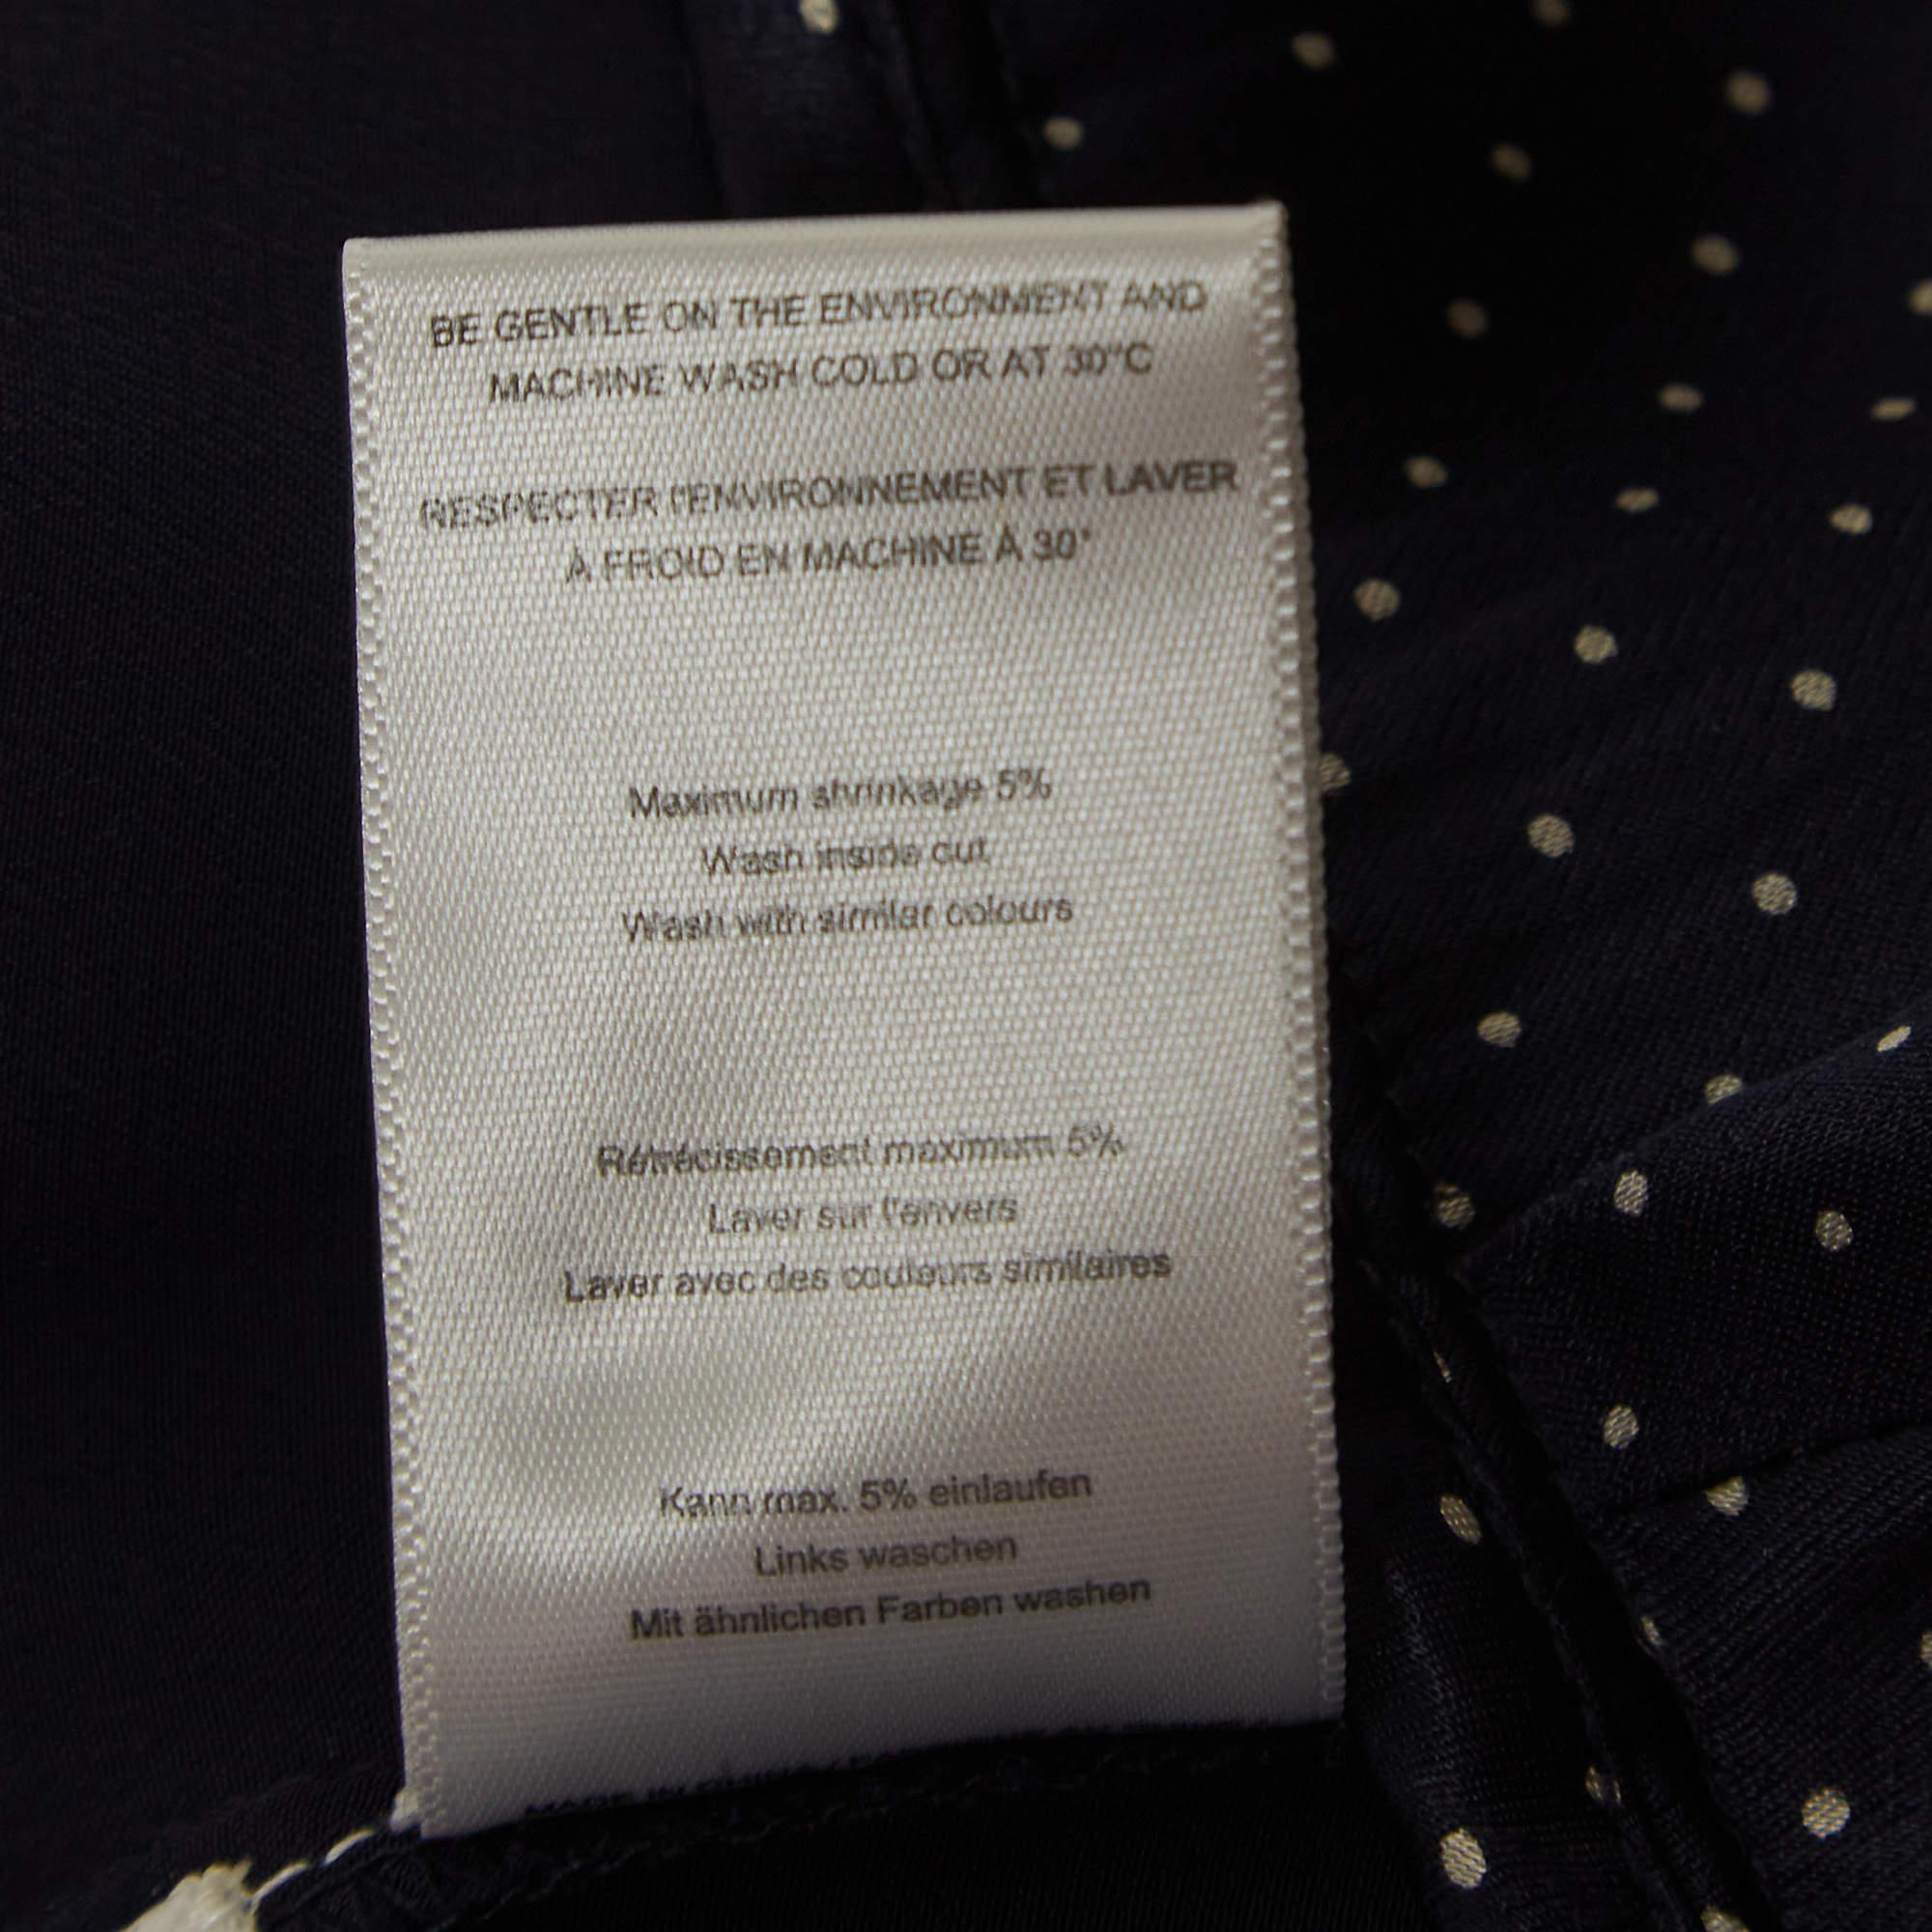 BE GENTLE ON THE ENVIRONMENT AND
MACHINE WASH COLD OR AT 30°C
RESPECTER l'ENVIRONNEMENT ET LAVER
À FROID EN MACHINE À 30°
Maximum shrinkage 5%
Wash inside out
Wash with similar colours
Rétrécissement maximum 5%
Laver sur l'envers
Laver avec des couleurs similaires
Kann max. 5% einlaufen
Links waschen
Mit ähnlichen Farben washen